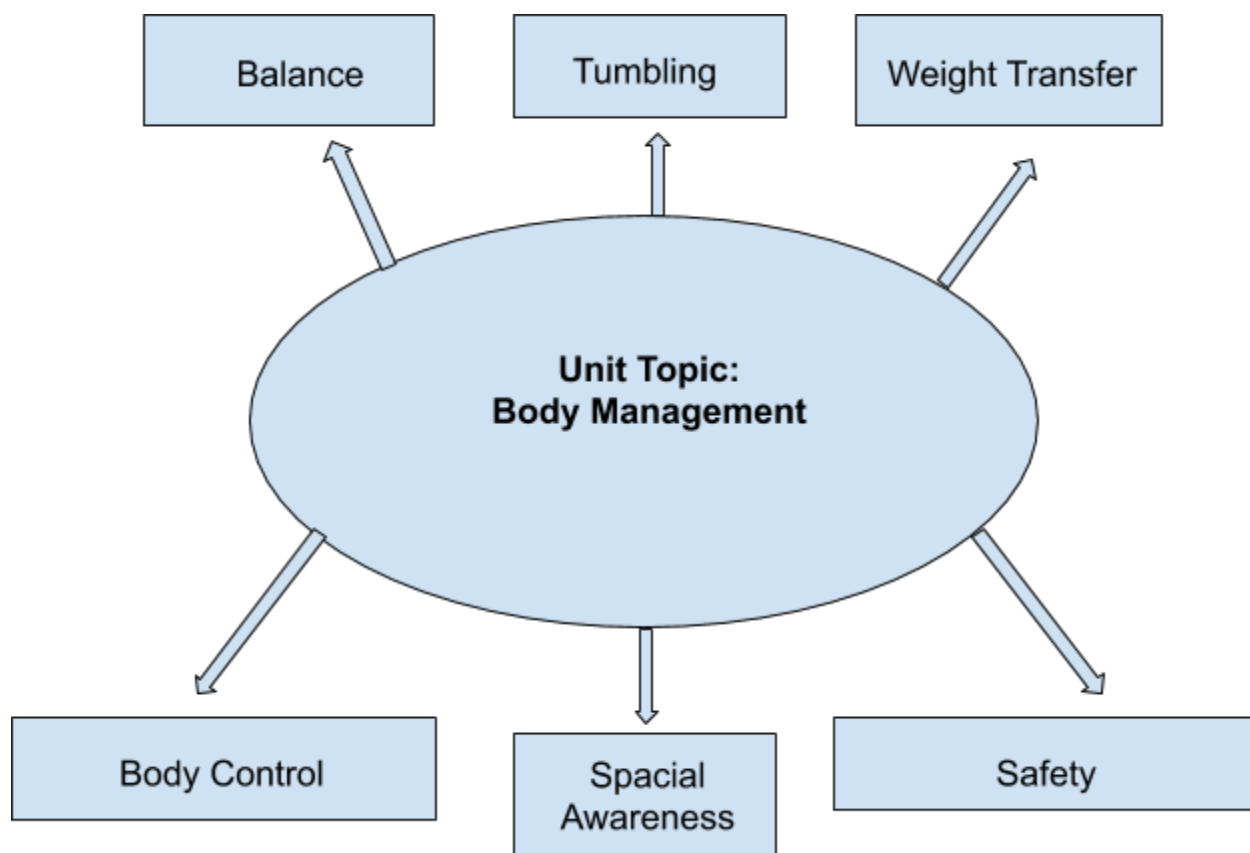 Balance
Tumbling
Weight Transfer
Unit Topic:
Body Management
Body Control
Spacial
Awareness
Safety